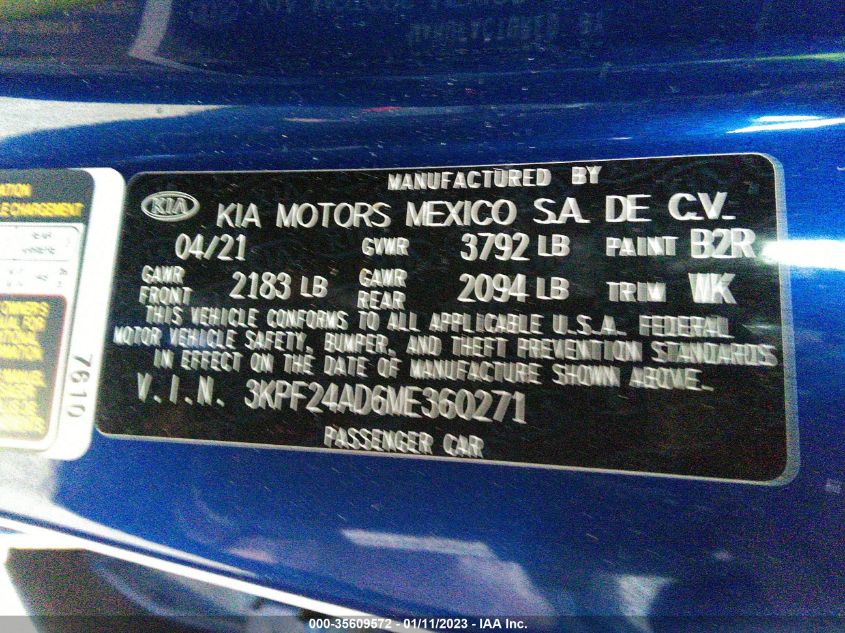 MANUFACTURED BY
KIA KIA MOTORS MEXICO S.A. DE C.V.
04/21 GVWR 3792 LB PAINT B2R
GAWR FRONT 2183 LB GAWR REAR 2094 LB TRIM WK
THIS VEHICLE CONFORMS TO ALL APPLICABLE U.S.A. FEDERAL
MOTOR VEHICLE SAFETY, BUMPER, AND THEFT PREVENTION STANDARDS
IN EFFECT ON THE DATE OF MANUFACTURE SHOWN ABOVE.
V.I.N. 3KPF24AD6ME360271
PASSENGER CAR
CHARGEMENT
OWNER'S
FOR
7610
000-35609572 - 01/11/2023 - IAA Inc.